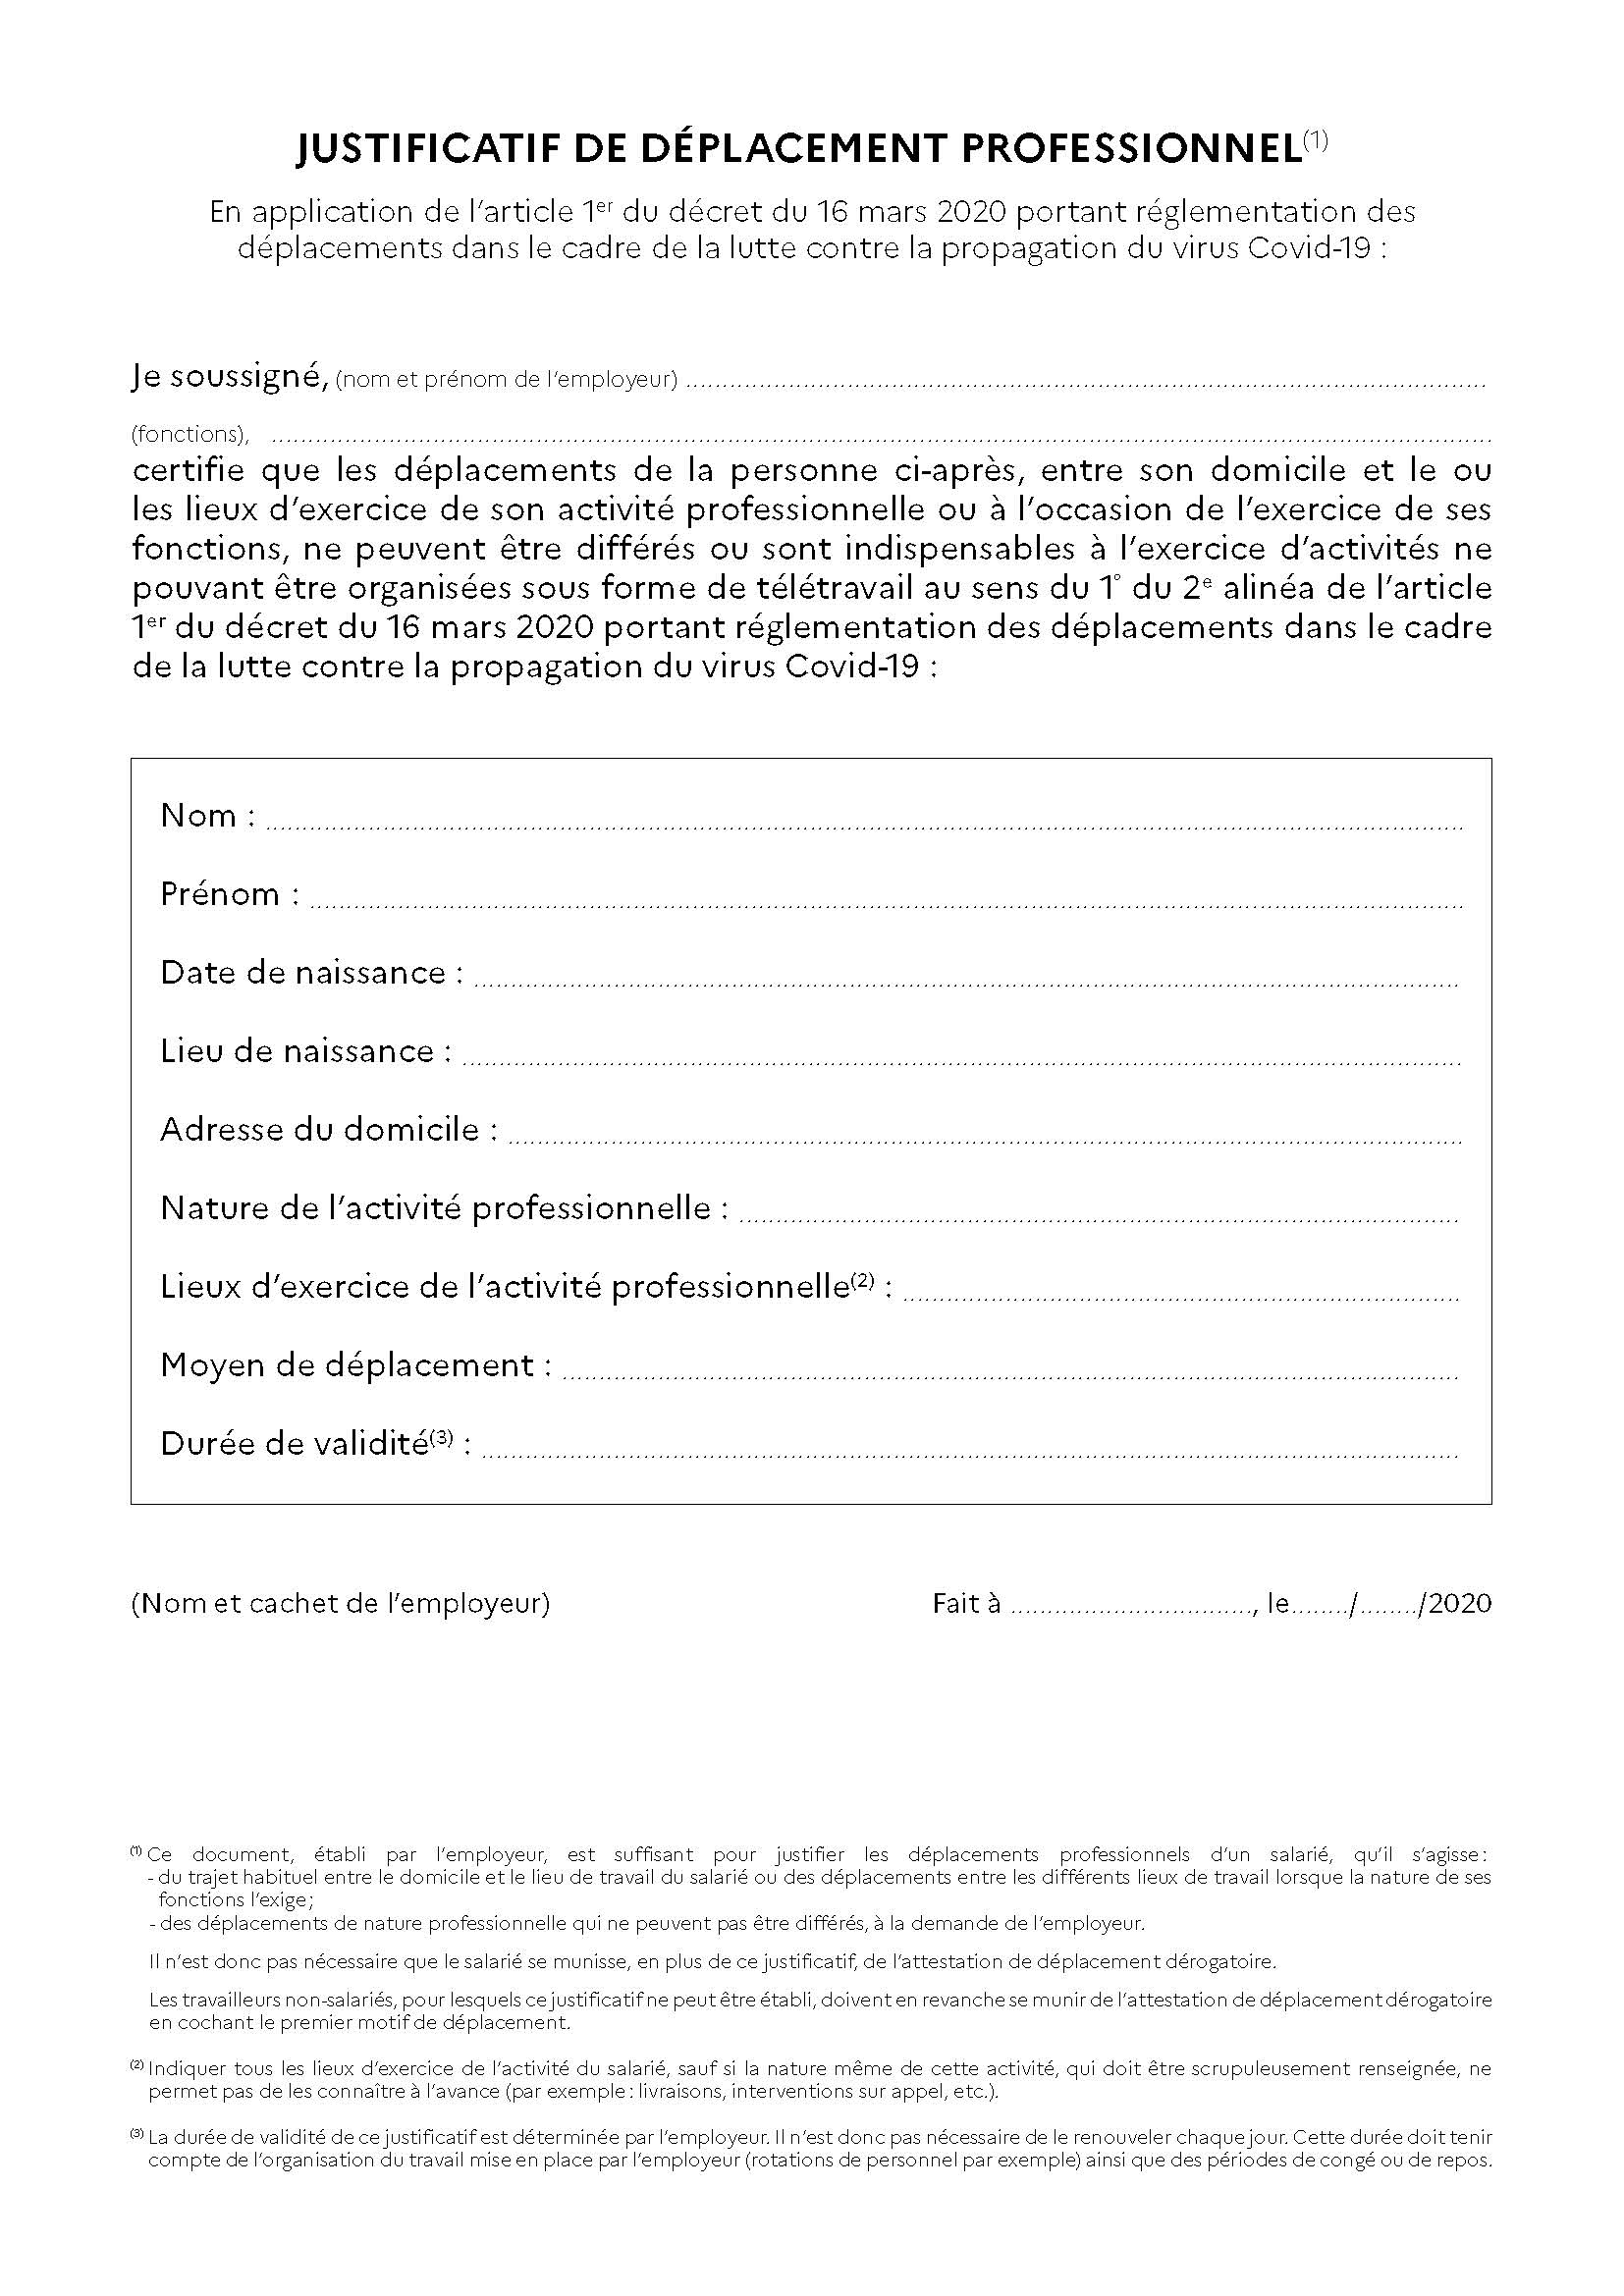 JUSTIFICATIF DE DÉPLACEMENT PROFESSIONNEL(1)
En application de l’article 1er du décret du 16 mars 2020 portant réglementation des
déplacements dans le cadre de la lutte contre la propagation du virus Covid-19 :
Je soussigné, (nom et prénom de l’employeur) ........................................
(fonctions), ........................................
certifie que les déplacements de la personne ci-après, entre son domicile et le ou
les lieux d’exercice de son activité professionnelle ou à l’occasion de l’exercice de ses
fonctions, ne peuvent être différés ou sont indispensables à l’exercice d’activités ne
pouvant être organisées sous forme de télétravail au sens du 1° du 2e alinéa de l’article
1er du décret du 16 mars 2020 portant réglementation des déplacements dans le cadre
de la lutte contre la propagation du virus Covid-19 :
Nom : ........................................
Prénom : ........................................
Date de naissance : ........................................
Lieu de naissance : ........................................
Adresse du domicile : ........................................
Nature de l’activité professionnelle : ........................................
Lieux d’exercice de l’activité professionnelle(2) : ........................................
Moyen de déplacement : ........................................
Durée de validité(3) : ........................................
(Nom et cachet de l’employeur) Fait à ................................., le......../......../2020
(1) Ce document, établi par l’employeur, est suffisant pour justifier les déplacements professionnels d’un salarié, qu’il s’agisse :
- du trajet habituel entre le domicile et le lieu de travail du salarié ou des déplacements entre les différents lieux de travail lorsque la nature de ses
fonctions l’exige ;
- des déplacements de nature professionnelle qui ne peuvent pas être différés, à la demande de l’employeur.
Il n’est donc pas nécessaire que le salarié se munisse, en plus de ce justificatif, de l’attestation de déplacement dérogatoire.
Les travailleurs non-salariés, pour lesquels ce justificatif ne peut être établi, doivent en revanche se munir de l’attestation de déplacement dérogatoire
en cochant le premier motif de déplacement.
(2) Indiquer tous les lieux d’exercice de l’activité du salarié, sauf si la nature même de cette activité, qui doit être scrupuleusement renseignée, ne
permet pas de les connaître à l’avance (par exemple : livraisons, interventions sur appel, etc.).
(3) La durée de validité de ce justificatif est déterminée par l’employeur. Il n’est donc pas nécessaire de le renouveler chaque jour. Cette durée doit tenir
compte de l’organisation du travail mise en place par l’employeur (rotations de personnel par exemple) ainsi que des périodes de congé ou de repos.